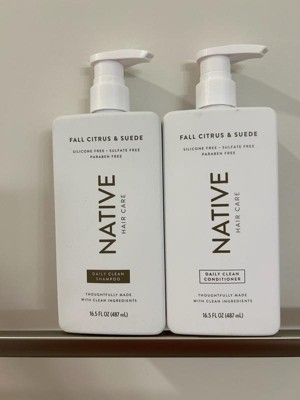 FALL CITRUS & SUEDE
SILICONE FREE • SULFATE FREE
PARABEN FREE
NATIVE
HAIR CARE
DAILY CLEAN
SHAMPOO
THOUGHTFULLY MADE
WITH CLEAN INGREDIENTS
16.5 FL OZ (487 mL)
FALL CITRUS & SUEDE
SILICONE FREE • SULFATE FREE
PARABEN FREE
NATIVE
HAIR CARE
DAILY CLEAN
CONDITIONER
THOUGHTFULLY MADE
WITH CLEAN INGREDIENTS
16.5 FL OZ (487 mL)